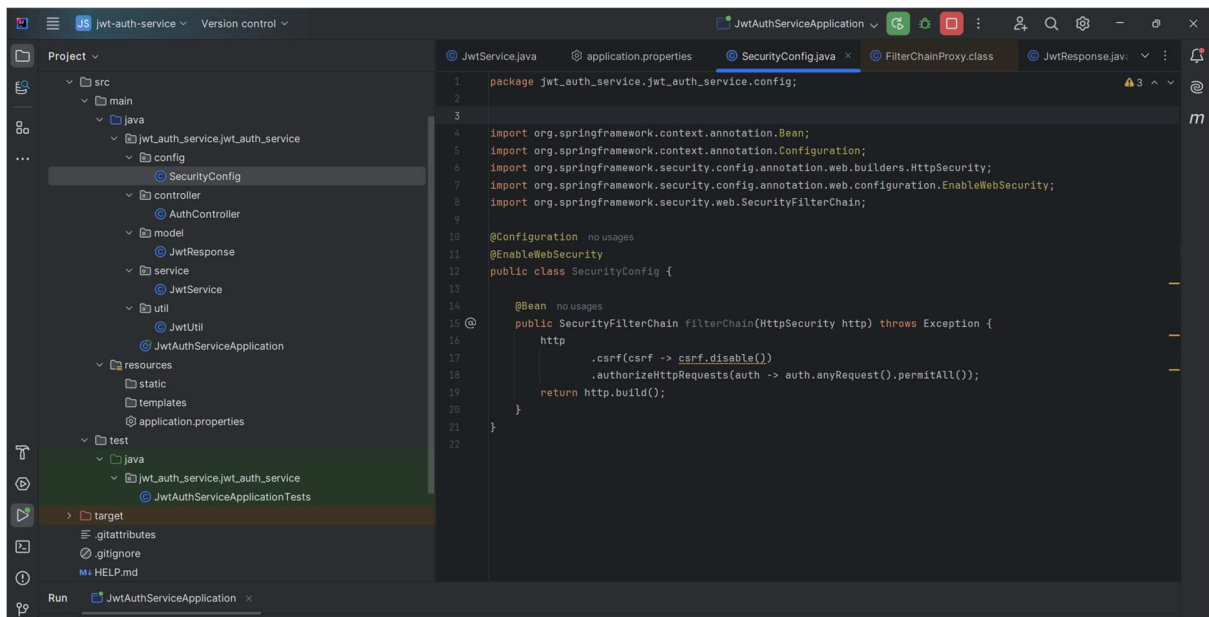 JS jwt-auth-service Version control JwtAuthServiceApplication
Project
JwtService.java application.properties SecurityConfig.java FilterChainProxy.class JwtResponse.java
src
main
java
jwt_auth_service.jwt_auth_service
config
SecurityConfig
controller
AuthController
model
JwtResponse
service
JwtService
util
JwtUtil
JwtAuthServiceApplication
resources
static
templates
application.properties
test
java
jwt_auth_service.jwt_auth_service
JwtAuthServiceApplicationTests
target
.gitattributes
.gitignore
M↓ HELP.md
m
3
1 package jwt_auth_service.jwt_auth_service.config;
2
3
4 import org.springframework.context.annotation.Bean;
5 import org.springframework.context.annotation.Configuration;
6 import org.springframework.security.config.annotation.web.builders.HttpSecurity;
7 import org.springframework.security.config.annotation.web.configuration.EnableWebSecurity;
8 import org.springframework.security.web.SecurityFilterChain;
9
10 @Configuration no usages
11 @EnableWebSecurity
12 public class SecurityConfig {
13
14 @Bean no usages
15 @ public SecurityFilterChain filterChain(HttpSecurity http) throws Exception {
16 http
17 .csrf(csrf -> csrf.disable())
18 .authorizeHttpRequests(auth -> auth.anyRequest().permitAll());
19 return http.build();
20 }
21 }
22
Run JwtAuthServiceApplication